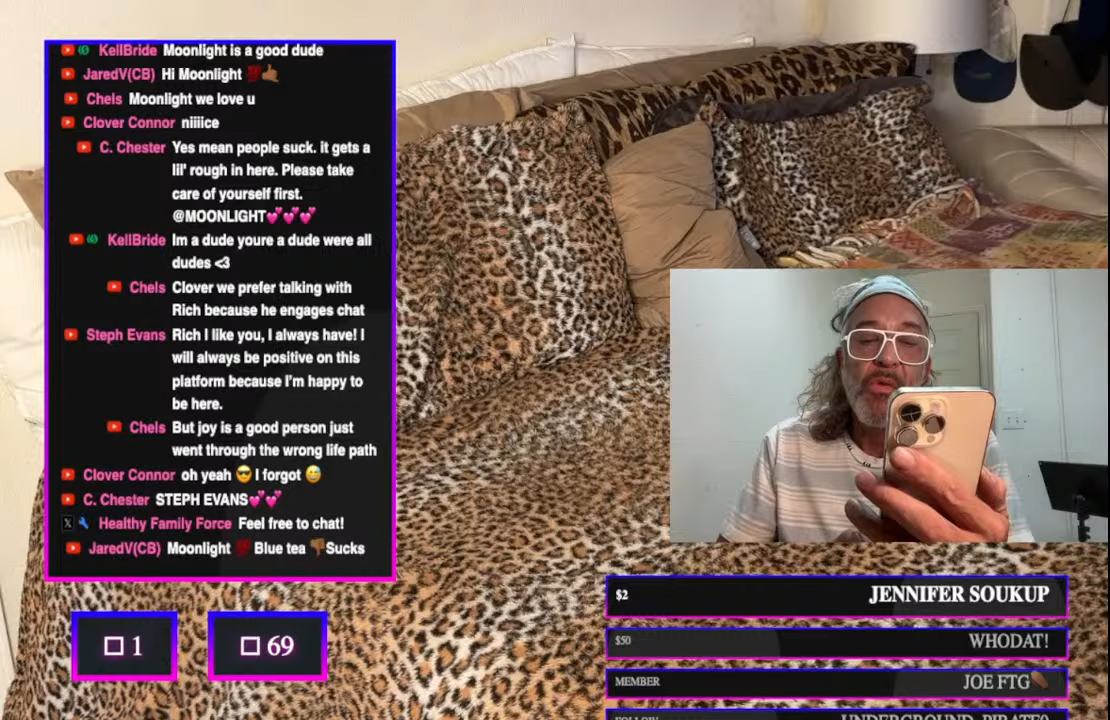 KellBride Moonlight is a good dude
JaredV(CB) Hi Moonlight 💯🤙🏾
Chels Moonlight we love u
Clover Connor niiiice
C. Chester Yes mean people suck. it gets a
lil' rough in here. Please take
care of yourself first.
@MOONLIGHT💕💕💕
KellBride Im a dude youre a dude were all
dudes <3
Chels Clover we prefer talking with
Rich because he engages chat
Steph Evans Rich I like you, I always have! I
will always be positive on this
platform because I'm happy to
be here.
Chels But joy is a good person just
went through the wrong life path
Clover Connor oh yeah 😎 I forgot 😅
C. Chester STEPH EVANS💕💕
X Healthy Family Force Feel free to chat!
JaredV(CB) Moonlight 💯 Blue tea 👎🏾Sucks
1
69
$2 JENNIFER SOUKUP
$50 WHODAT!
MEMBER JOE FTG
FOLLOW UNDERGROUND_PIRATE